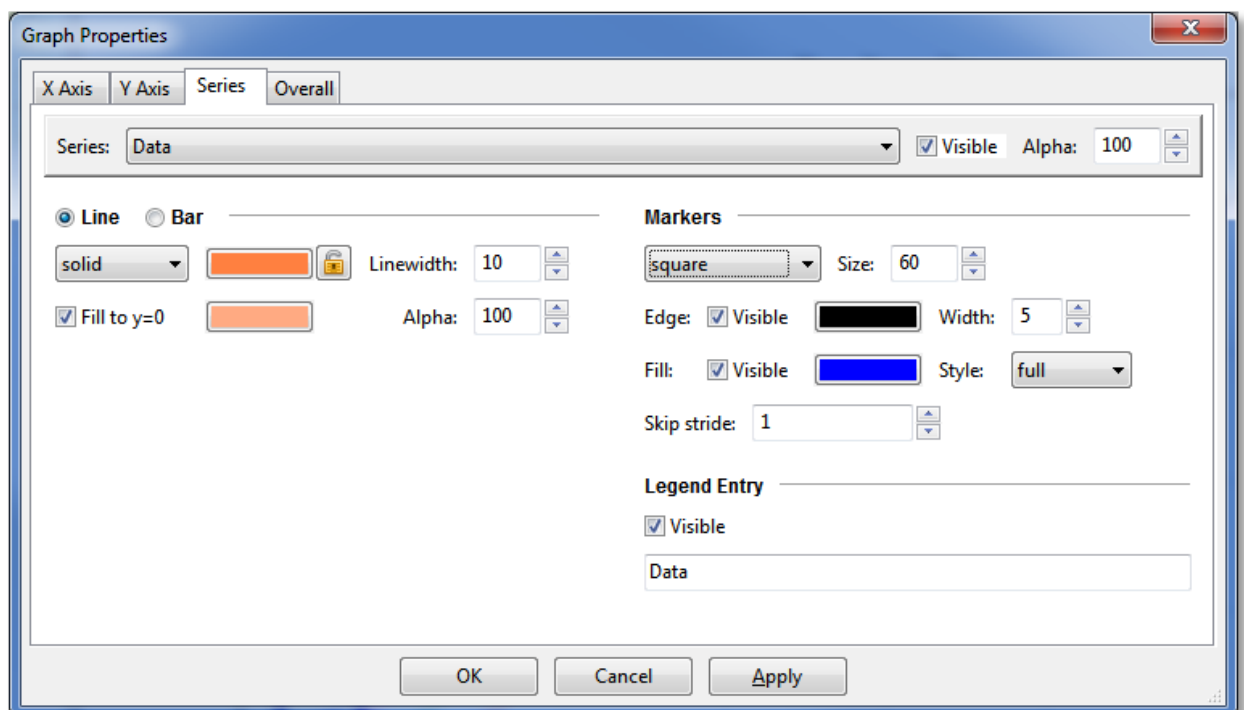 Graph Properties
X Axis Y Axis Series Overall
Series: Data Visible Alpha: 100
Line Bar
solid Linewidth: 10
Fill to y=0 Alpha: 100
Markers
square Size: 60
Edge: Visible Width: 5
Fill: Visible Style: full
Skip stride: 1
Legend Entry
Visible
Data
OK Cancel Apply